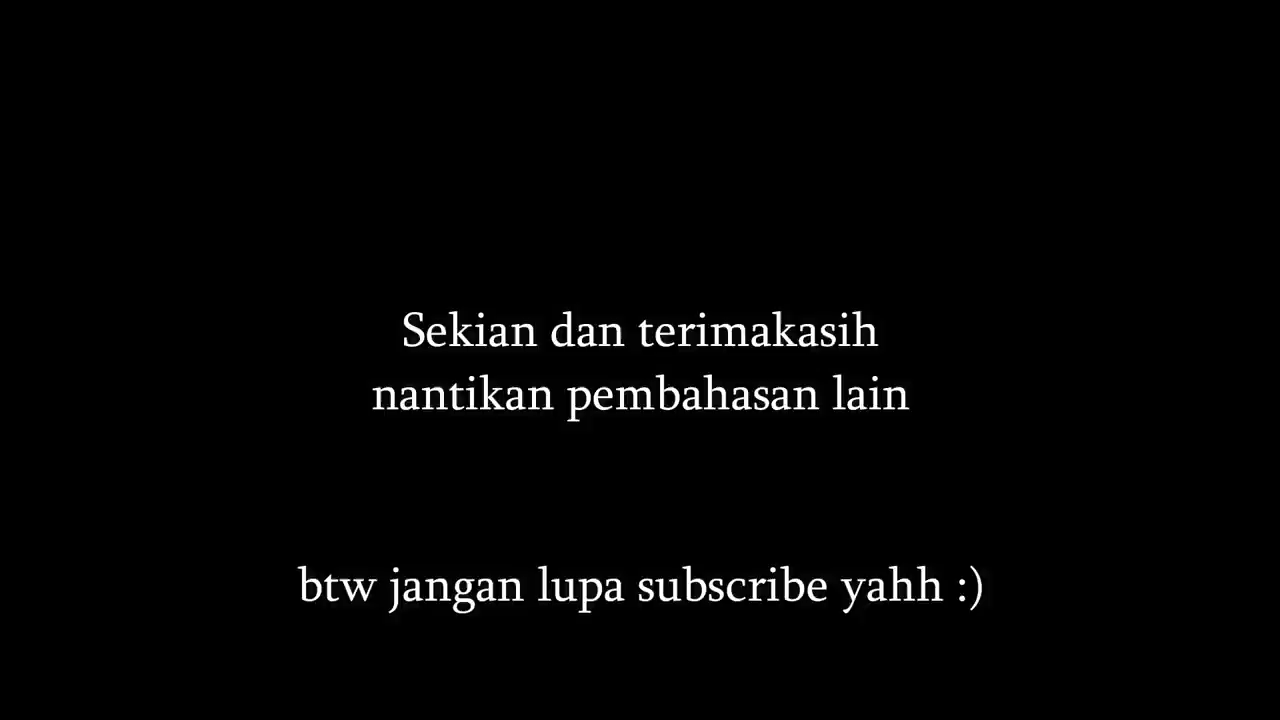 Sekian dan terimakasih
nantikan pembahasan lain
btw jangan lupa subscribe yahh :)